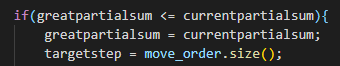 if(greatpartialsum <= currentpartialsum){
    greatpartialsum = currentpartialsum;
    targetstep = move_order.size();